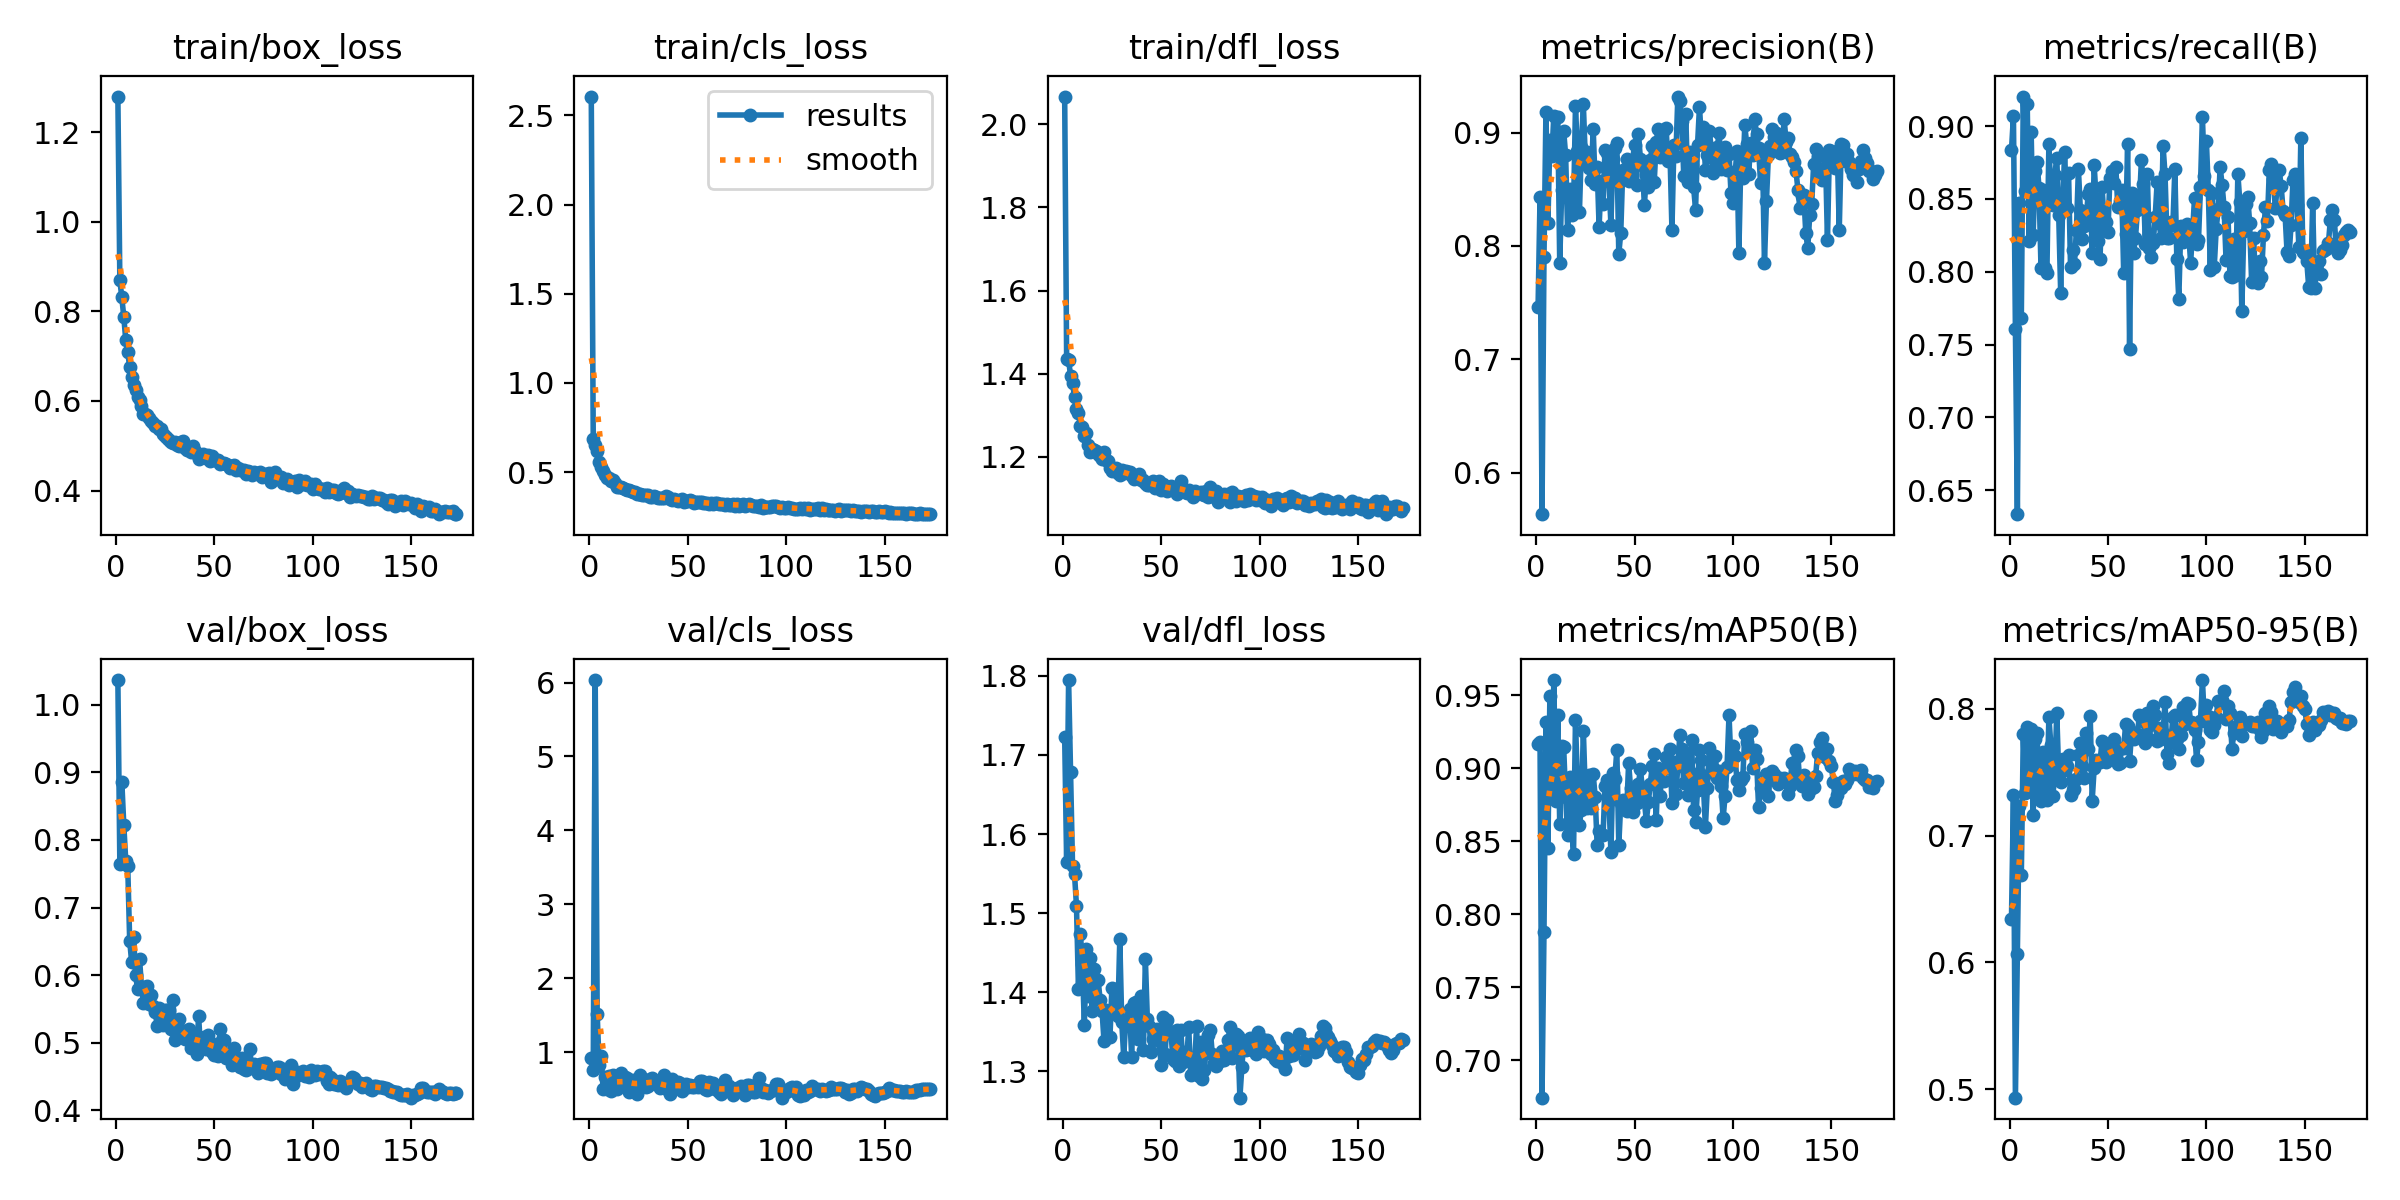 train/box_loss
1.2
1.0
0.8
0.6
0.4
0 50 100 150
train/cls_loss
results
smooth
2.5
2.0
1.5
1.0
0.5
0 50 100 150
train/dfl_loss
2.0
1.8
1.6
1.4
1.2
0 50 100 150
metrics/precision(B)
0.9
0.8
0.7
0.6
0 50 100 150
metrics/recall(B)
0.90
0.85
0.80
0.75
0.70
0.65
0 50 100 150
val/box_loss
1.0
0.9
0.8
0.7
0.6
0.5
0.4
0 50 100 150
val/cls_loss
6
5
4
3
2
1
0 50 100 150
val/dfl_loss
1.8
1.7
1.6
1.5
1.4
1.3
0 50 100 150
metrics/mAP50(B)
0.95
0.90
0.85
0.80
0.75
0.70
0 50 100 150
metrics/mAP50-95(B)
0.8
0.7
0.6
0.5
0 50 100 150